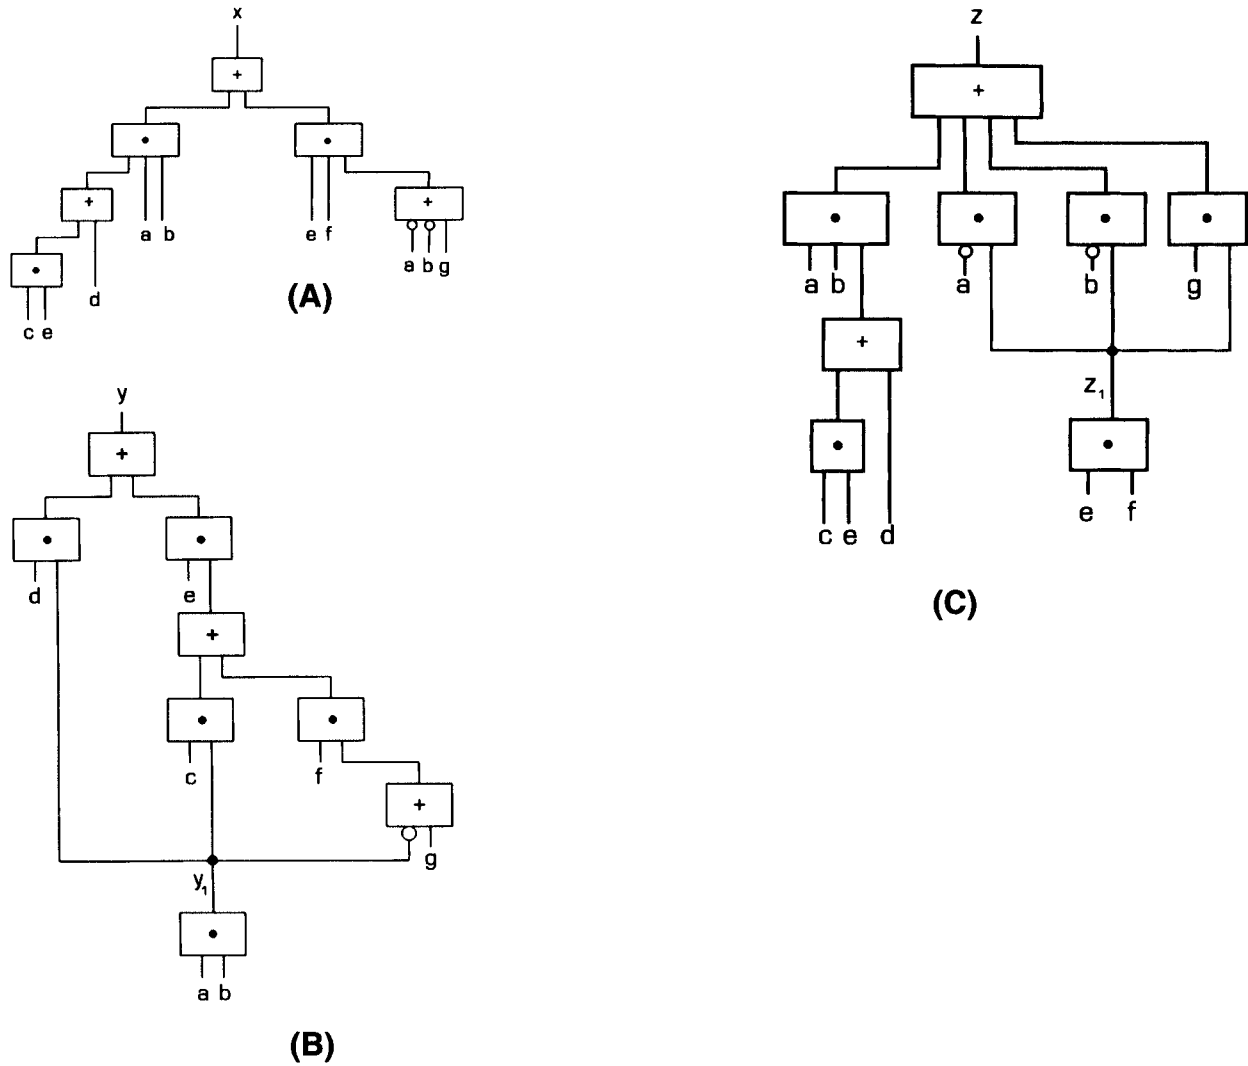 x
+
• •
+ +
a b e f
• a b g
d
c e
(A)
y
+
• •
d e
+
• •
c f
+
g
y₁
•
a b
(B)
z
+
• • • •
a b a b g
+
z₁
• •
e f
c e d
(C)